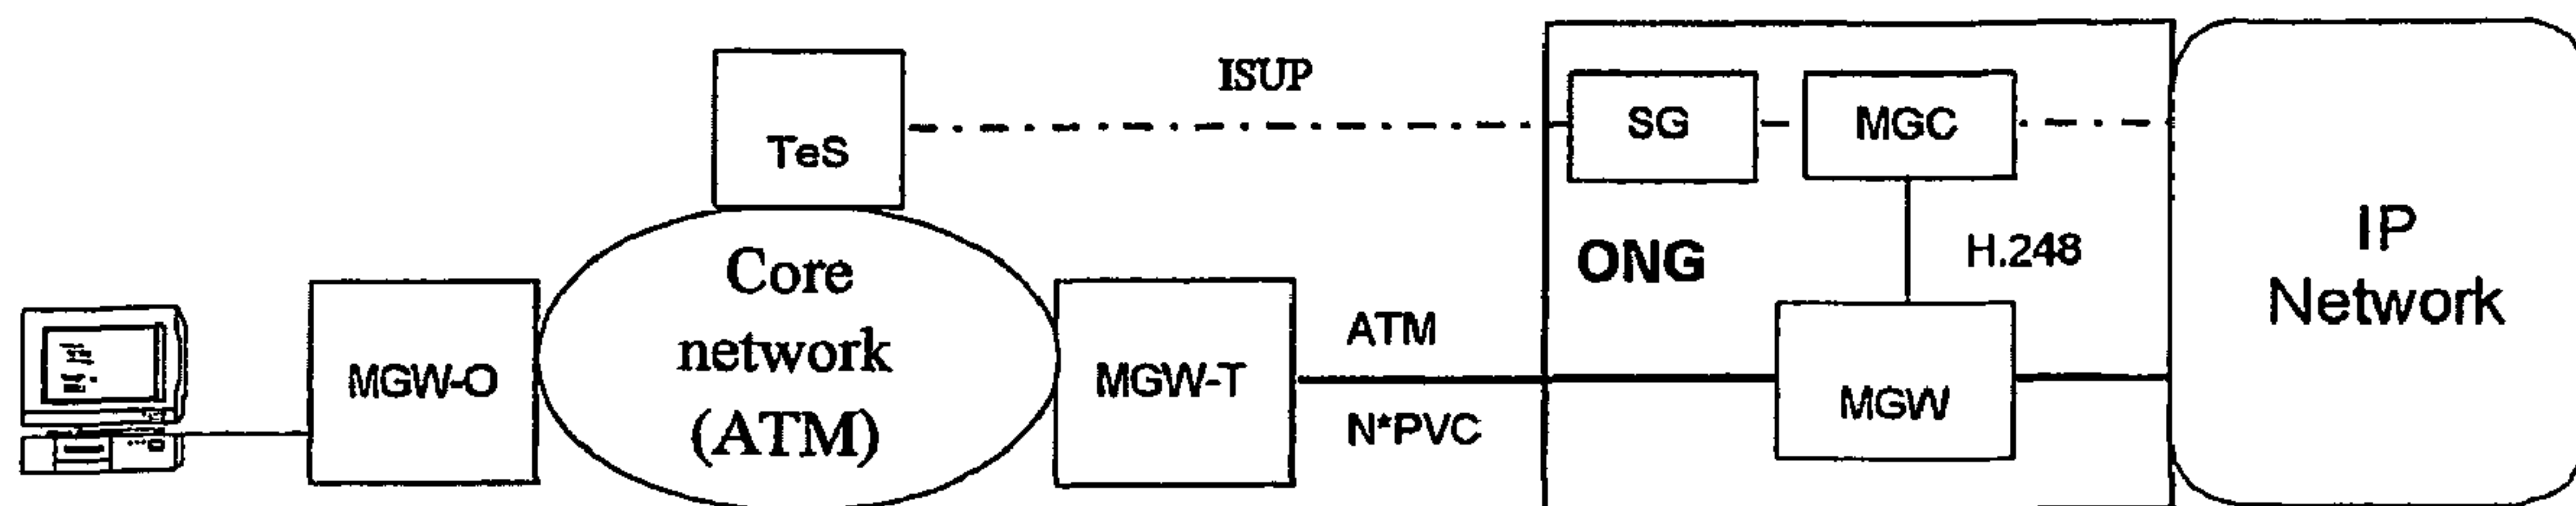 ISUP
TeS
SG
MGC
Core
network
(ATM)
ONG
H.248
IP
Network
MGW-O
MGW-T
ATM
N*PVC
MGW